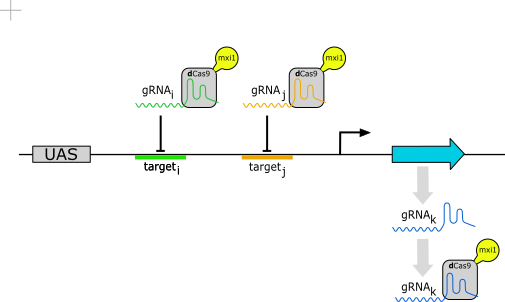 mxi1
mxi1
dCas9
dCas9
gRNAi
gRNAj
UAS
targeti
targetj
gRNAk
mxi1
dCas9
gRNAk